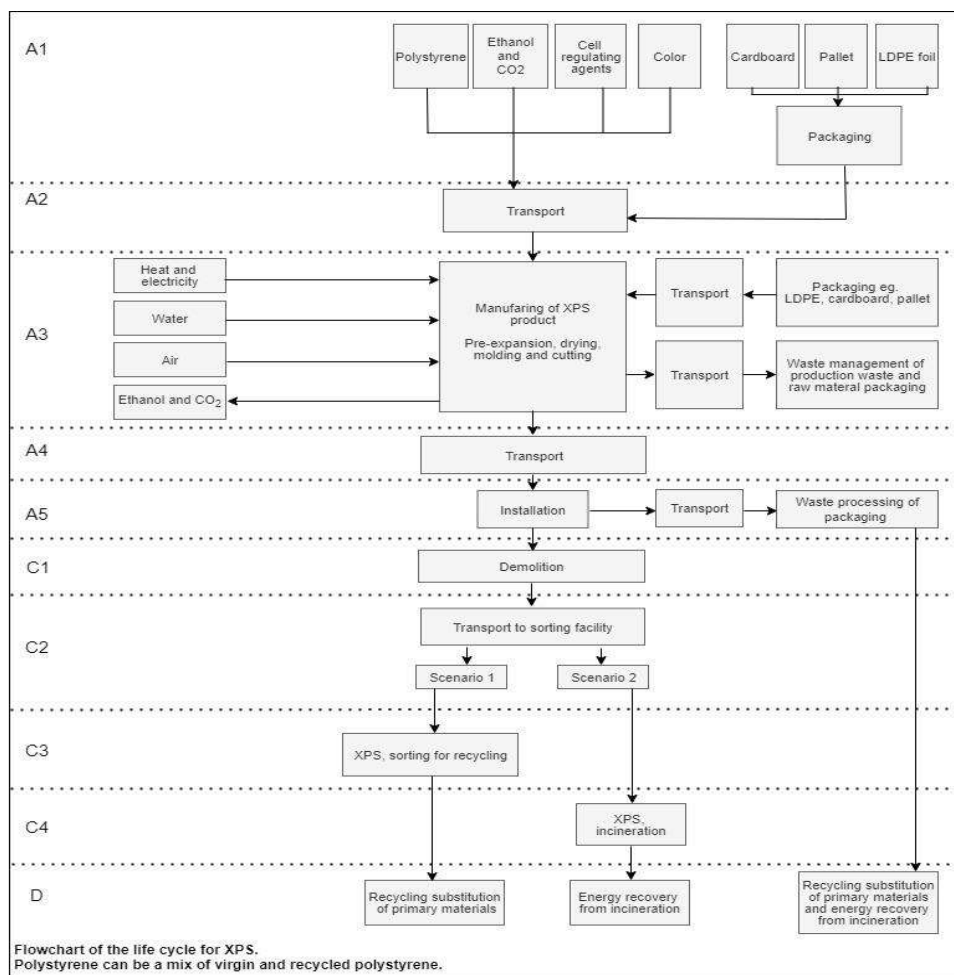 A1
Polystyrene
Ethanol
and
CO2
Cell
regulating
agents
Color
Cardboard
Pallet
LDPE foil
Packaging
A2
Transport
A3
Heat and
electricity
Water
Air
Ethanol and CO2
Manufaring of XPS
product
Pre-expansion, drying,
molding and cutting
Transport
Packaging eg.
LDPE, cardboard, pallet
Transport
Waste management of
production waste and
raw materal packaging
A4
Transport
A5
Installation
Transport
Waste processing of
packaging
C1
Demolition
C2
Transport to sorting facility
Scenario 1
Scenario 2
C3
XPS, sorting for recycling
C4
XPS,
incineration
D
Recycling substitution
of primary materials
Energy recovery
from incineration
Recycling substitution
of primary materials
and energy recovery
from incineration
Flowchart of the life cycle for XPS.
Polystyrene can be a mix of virgin and recycled polystyrene.